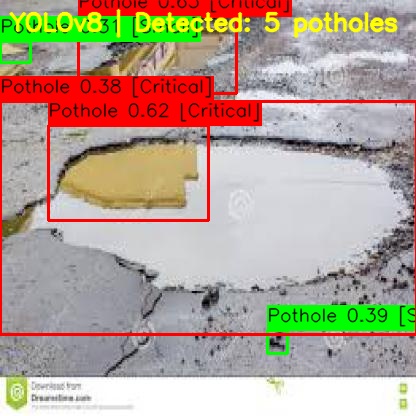 YOLOv8 | Detected: 5 potholes
Pothole 0.38 [Critical]
Pothole 0.62 [Critical]
Pothole 0.39 [S
Download from
Dreamstime.com